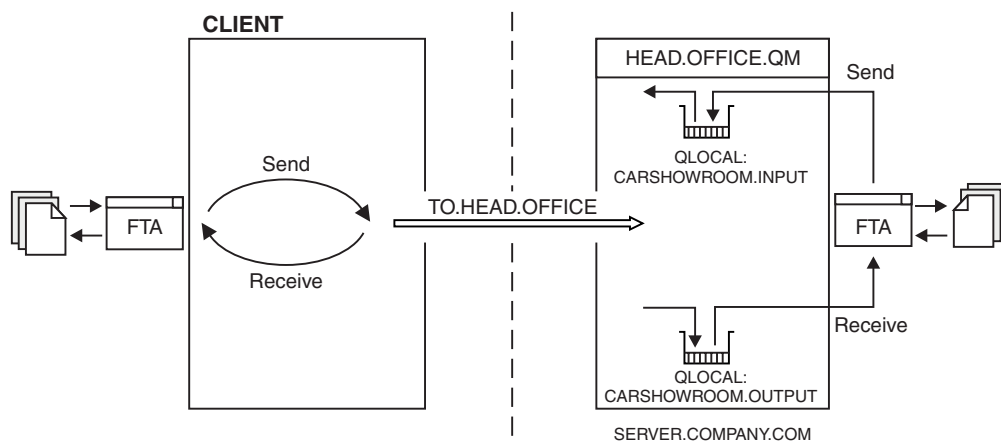 CLIENT
HEAD.OFFICE.QM
Send
QLOCAL:
CARSHOWROOM.INPUT
Send
TO.HEAD.OFFICE
FTA
FTA
Receive
Receive
QLOCAL:
CARSHOWROOM.OUTPUT
SERVER.COMPANY.COM